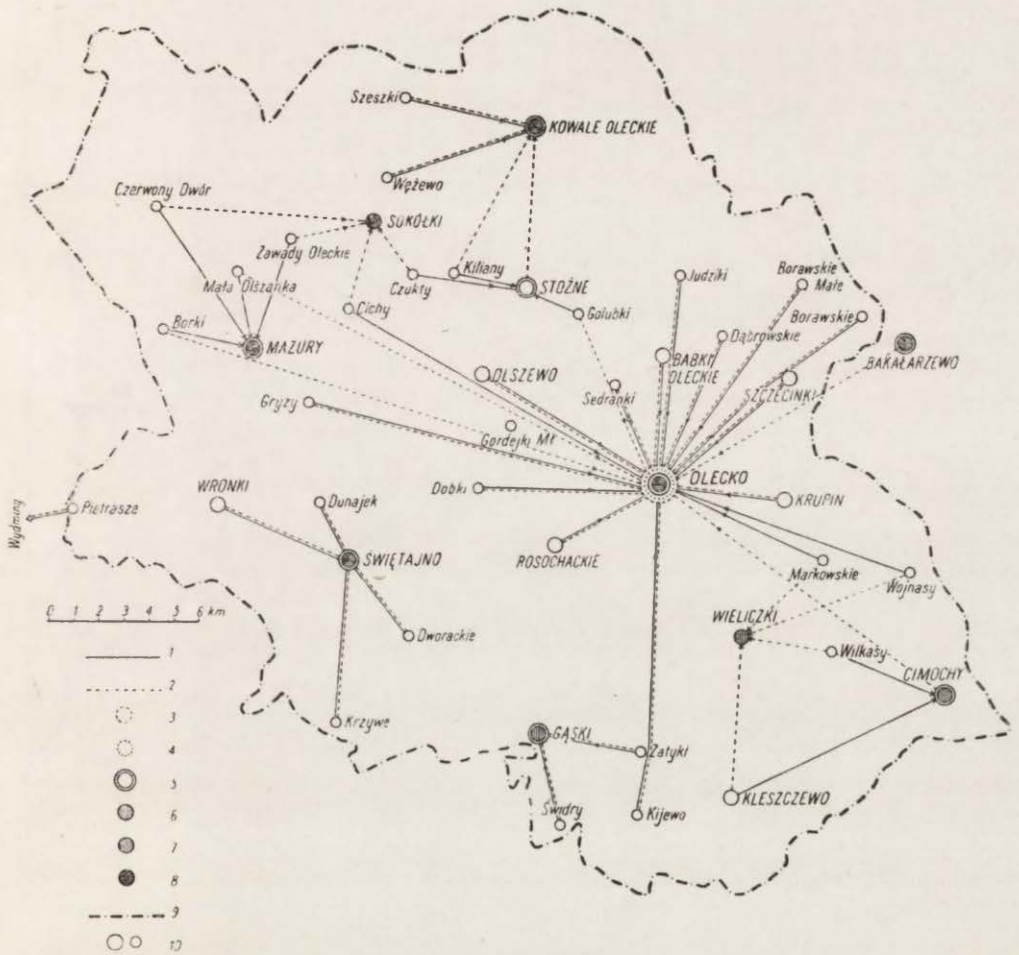 Szeszki
KOWALE OLECKIE
Wężewo
Czerwony Dwór
SOKÓŁKI
Zawady Oleckie
Kiliany
Judziki
Borawskie
Małe
Mała Olszanka
Czukty
STOŻNE
Cichy
Gołubki
Borawskie
Borki
Dąbrowskie
MAZURY
BABKI
OLECKIE
BAKAŁARZEWO
OLSZEWO
SZCZECINKI
Sedranki
Gryzy
Gordejki Mł.
OLECKO
Dobki
WRONKI
Dunajek
KRUPIN
Pietrasze
Wydminy
ŚWIĘTAJNO
ROSOCHACKIE
Markowskie
Wojnasy
0 1 2 3 4 5 6 km
WIELICZKI
Dworackie
Wilkasy
1
CIMOCHY
2
3
Krzywe
GĄSKI
4
Zatyki
5
KLESZCZEWO
6
Świdry
Kijewo
7
8
9
10